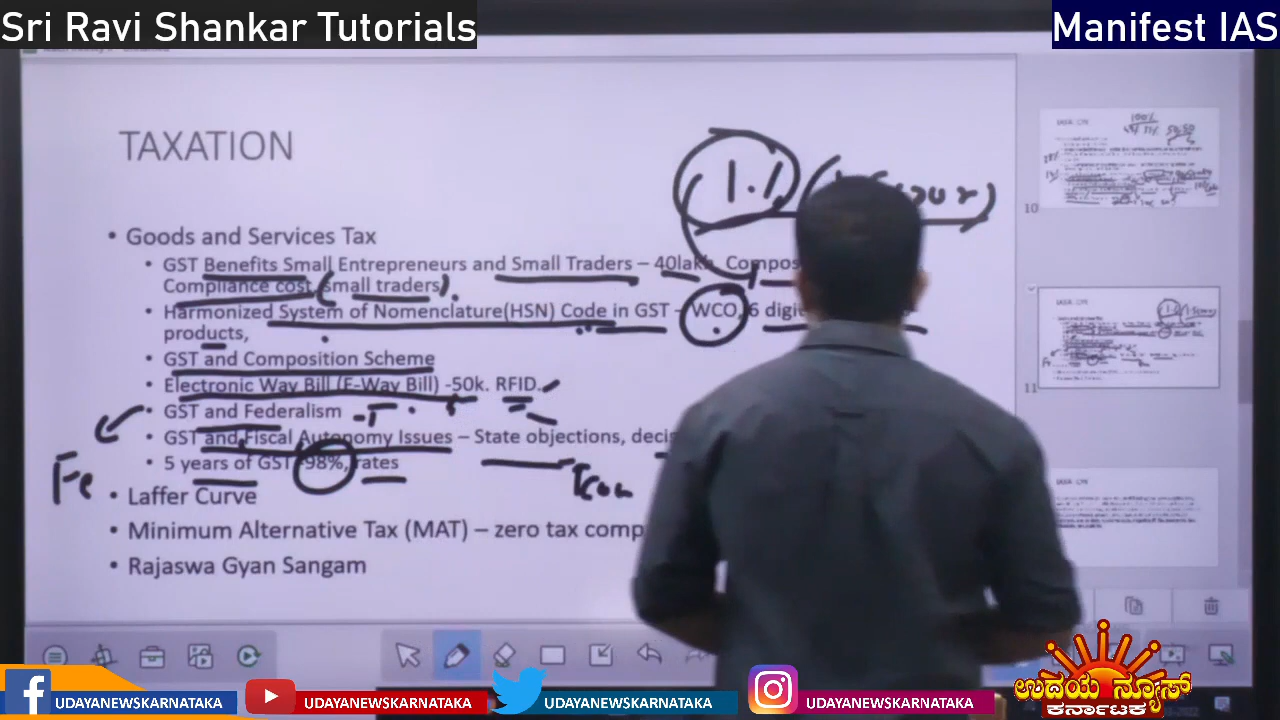 Sri Ravi Shankar Tutorials
Manifest IAS
TAXATION
1.1
• Goods and Services Tax
• GST Benefits Small Entrepreneurs and Small Traders – 40lakh. Compos
Compliance cost, (small traders).
• Harmonized System of Nomenclature(HSN) Code in GST – WCO, 6 digi
products,
• GST and Composition Scheme
• Electronic Way Bill (E-Way Bill) -50k. RFID.
• GST and Federalism
• GST and Fiscal Autonomy Issues – State objections, deci
• 5 years of GST -98%, rates
Fe
• Laffer Curve
• Minimum Alternative Tax (MAT) – zero tax comp
• Rajaswa Gyan Sangam
10
11
UDAYANEWSKARNATAKA
UDAYANEWSKARNATAKA
UDAYANEWSKARNATAKA
UDAYANEWSKARNATAKA
ಉದಯ ನ್ಯೂಸ್
ಕರ್ನಾಟಕ